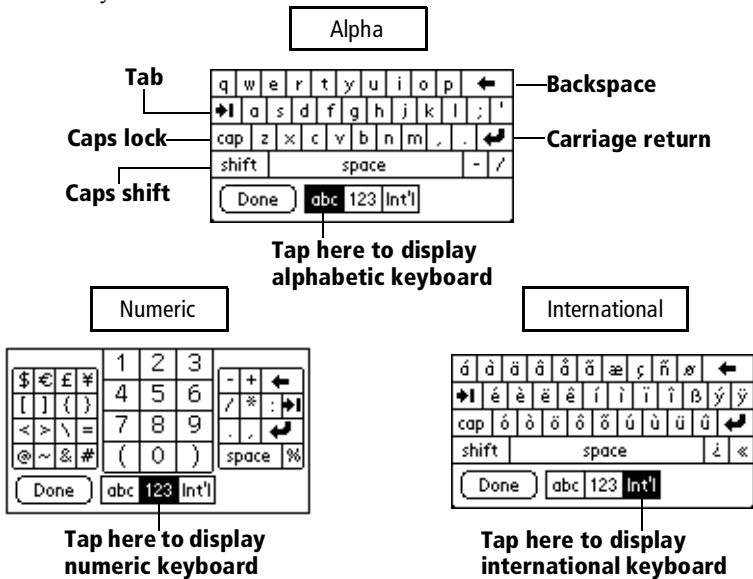 Alpha
Tab
q w e r t y u i o p
Backspace
a s d f g h j k l ; '
Caps lock
cap z x c v b n m , .
Carriage return
shift space - /
Caps shift
Done abc 123 Int'l
Tap here to display
alphabetic keyboard
Numeric
1 2 3
$ € £ ¥ - +
4 5 6
[ ] { } / * :
7 8 9
< > \ = . ,
@ ~ & # ( 0 ) space %
Done abc 123 Int'l
Tap here to display
numeric keyboard
International
á à ä â å ã æ ç ñ ø
é è ë ê í ì ï î ß ý ÿ
cap ó ò ö ô õ ú ù ü û
shift space ¿ «
Done abc 123 Int'l
Tap here to display
international keyboard